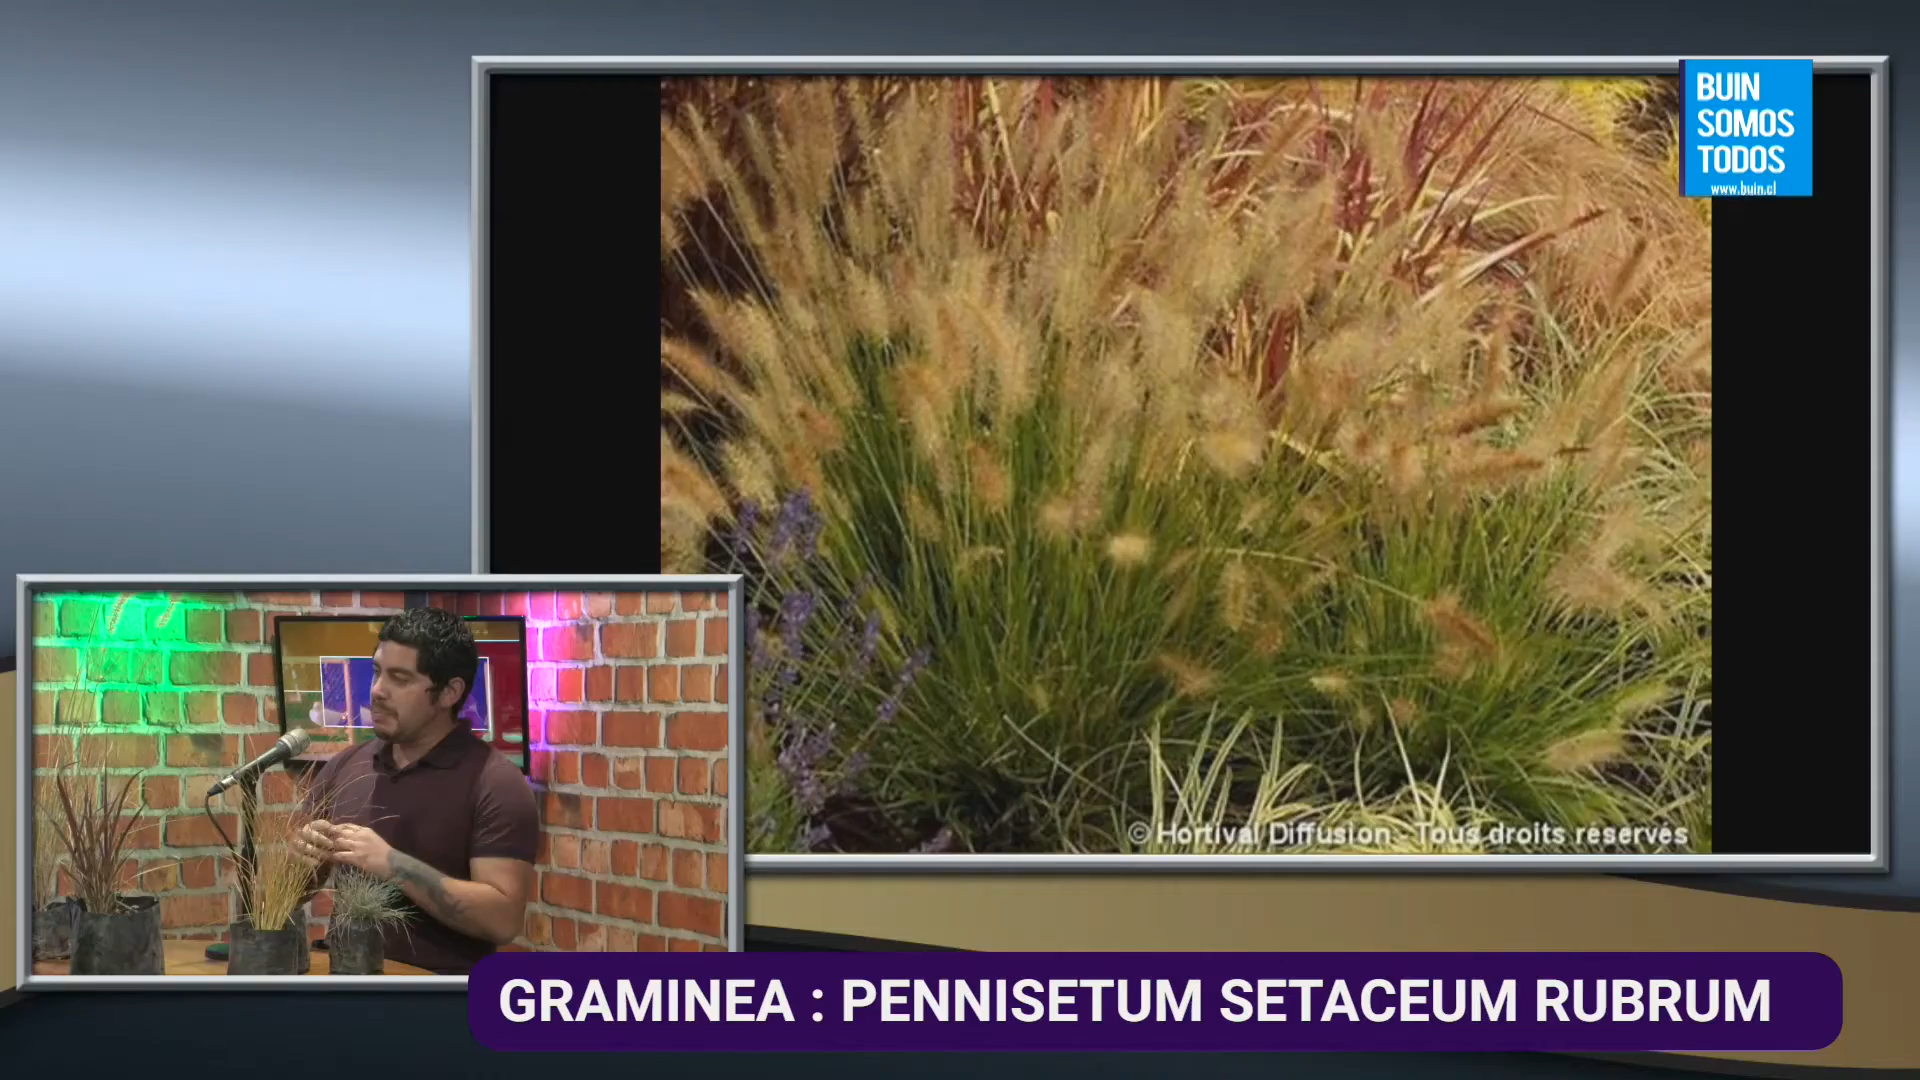 BUIN
SOMOS
TODOS
www.buin.cl
© Hortival Diffusion - Tous droits réservés
GRAMINEA : PENNISETUM SETACEUM RUBRUM